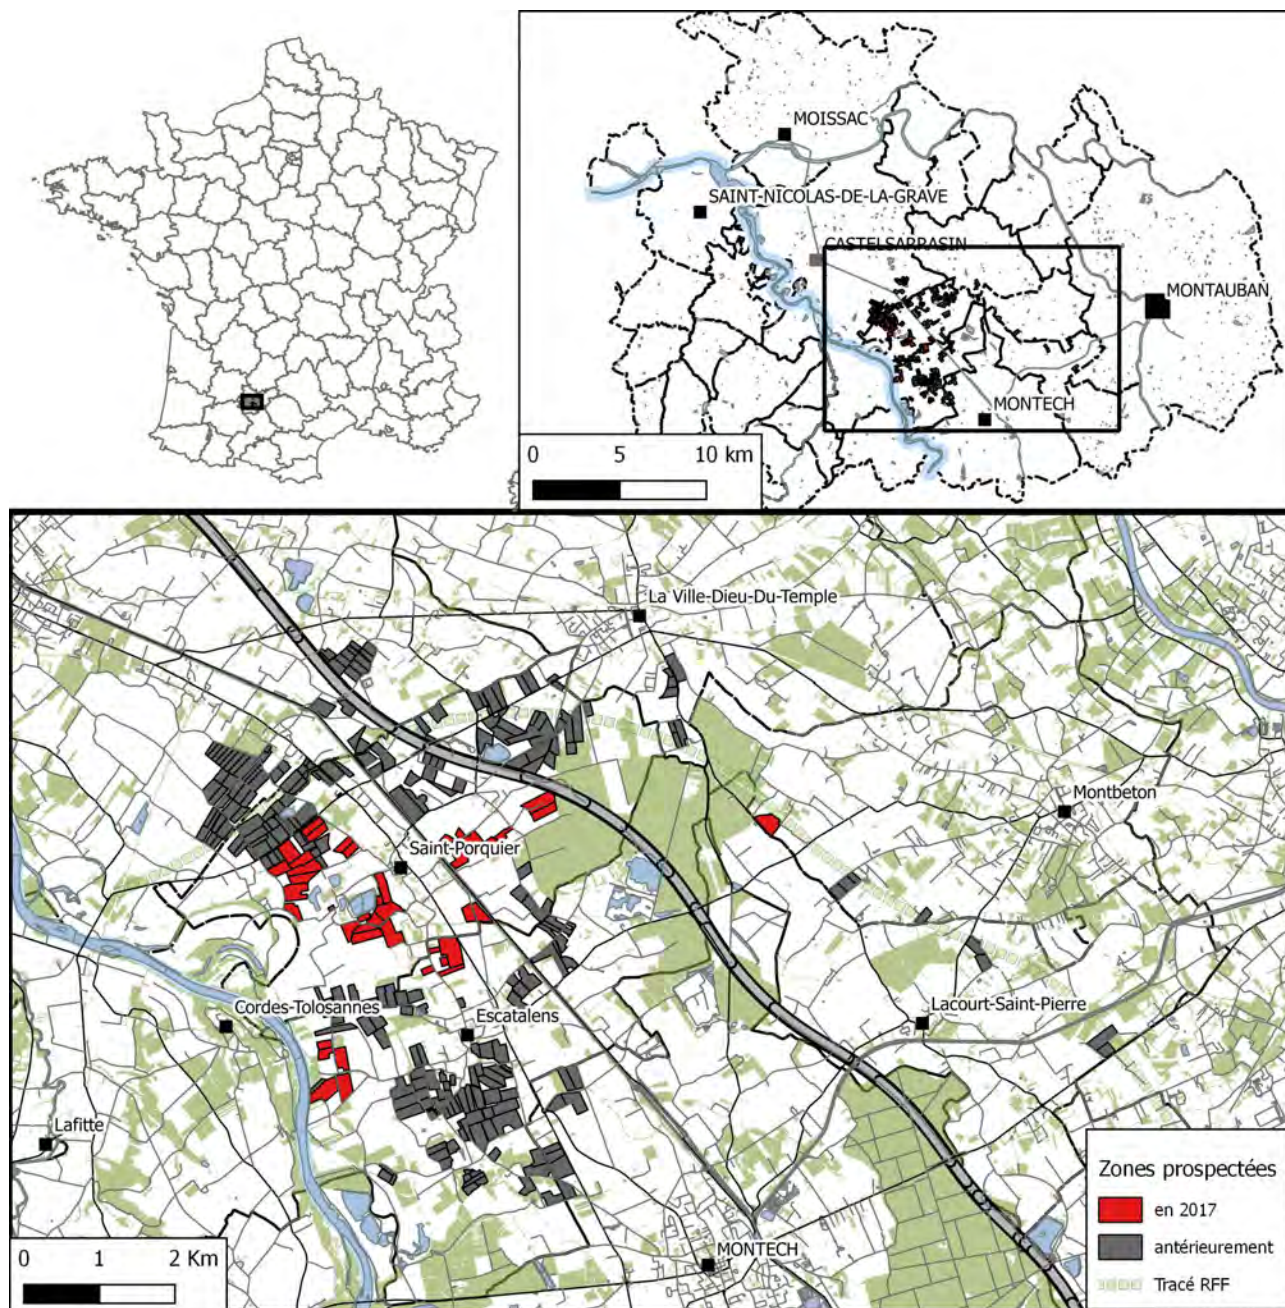 MOISSAC
SAINT-NICOLAS-DE-LA-GRAVE
CASTELSARRASIN
MONTAUBAN
MONTECH
0 5 10 km
La Ville-Dieu-Du-Temple
Montbeton
Saint-Porquier
Cordes-Tolosannes
Escatalens
Lacourt-Saint-Pierre
Lafitte
MONTECH
Zones prospectées
en 2017
antérieurement
Tracé RFF
0 1 2 Km